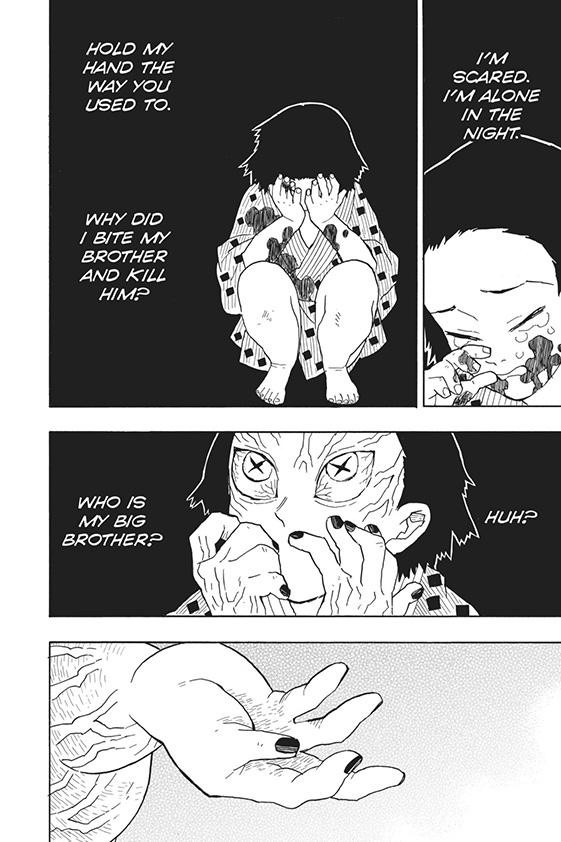 I'M
SCARED.
I'M ALONE
IN THE
NIGHT.
HOLD MY
HAND THE
WAY YOU
USED TO.
WHY DID
I BITE MY
BROTHER
AND KILL
HIM?
HUH?
WHO IS
MY BIG
BROTHER?